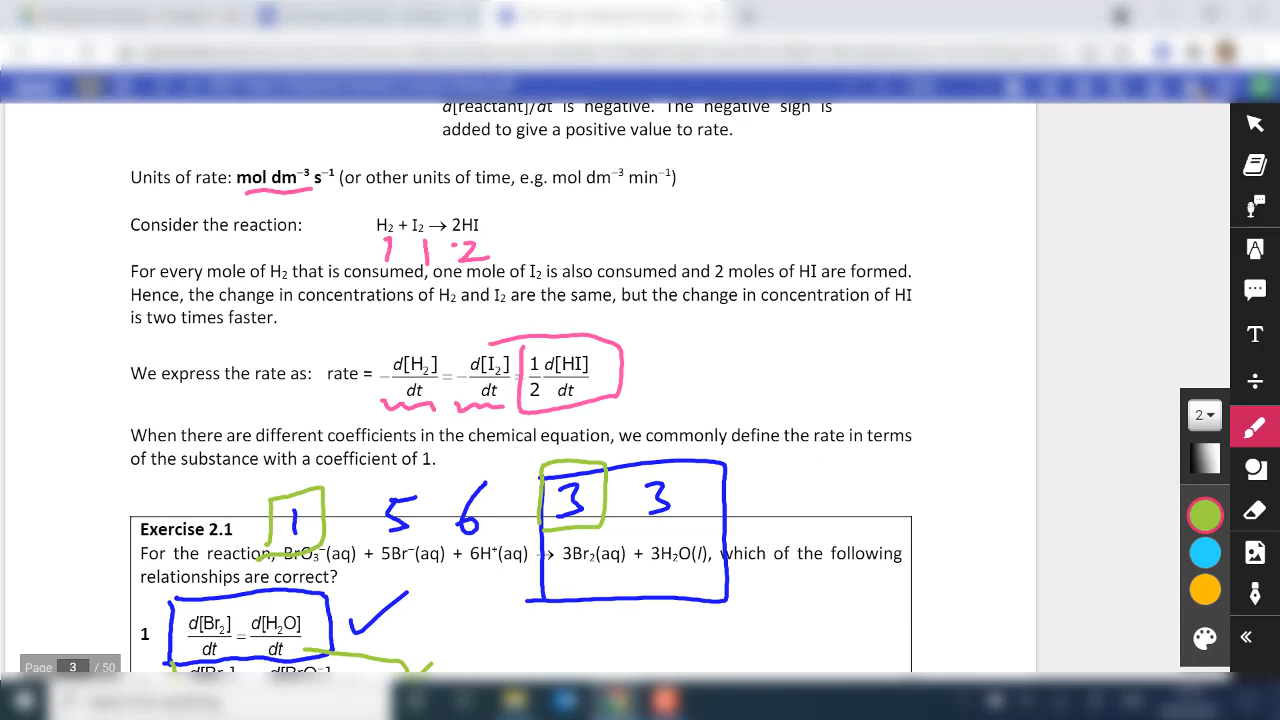 d[reactant]/dt is negative. The negative sign is
added to give a positive value to rate.
Units of rate: mol dm⁻³ s⁻¹ (or other units of time, e.g. mol dm⁻³ min⁻¹)
Consider the reaction: H₂ + I₂ → 2HI
1 1 2
For every mole of H₂ that is consumed, one mole of I₂ is also consumed and 2 moles of HI are formed.
Hence, the change in concentrations of H₂ and I₂ are the same, but the change in concentration of HI
is two times faster.
We express the rate as: rate = -d[H₂]/dt = -d[I₂]/dt = 1/2 d[HI]/dt
When there are different coefficients in the chemical equation, we commonly define the rate in terms
of the substance with a coefficient of 1.
1 5 6 3 3
Exercise 2.1
For the reaction, BrO₃⁻(aq) + 5Br⁻(aq) + 6H⁺(aq) → 3Br₂(aq) + 3H₂O(l), which of the following
relationships are correct?
1 d[Br₂]/dt = d[H₂O]/dt
Page 3 / 50
2
T